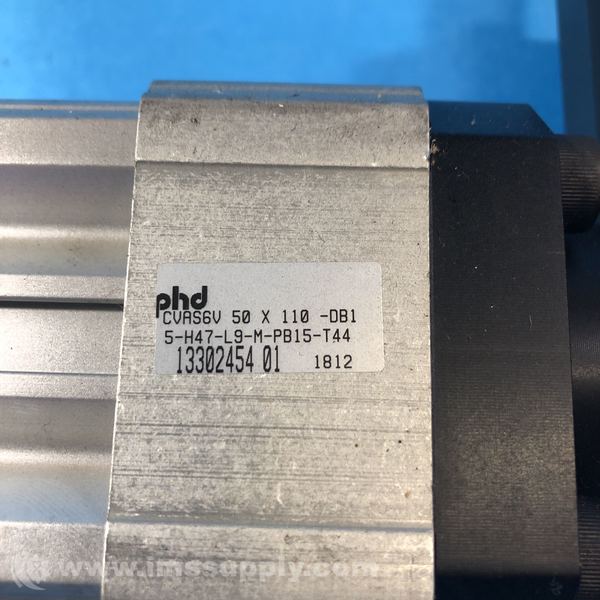 phd
CVAS6V 50 X 110 -DB1
5-H47-L9-M-PB15-T44
13302454 01 1812
www.imssupply.com